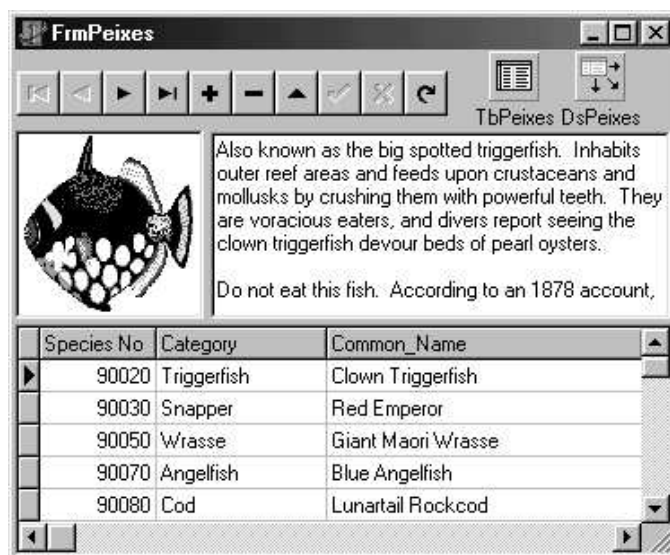 FrmPeixes
TbPeixes DsPeixes
Also known as the big spotted triggerfish. Inhabits
outer reef areas and feeds upon crustaceans and
mollusks by crushing them with powerful teeth. They
are voracious eaters, and divers report seeing the
clown triggerfish devour beds of pearl oysters.
Do not eat this fish. According to an 1878 account,
Species No Category Common_Name
90020 Triggerfish Clown Triggerfish
90030 Snapper Red Emperor
90050 Wrasse Giant Maori Wrasse
90070 Angelfish Blue Angelfish
90080 Cod Lunartail Rockcod